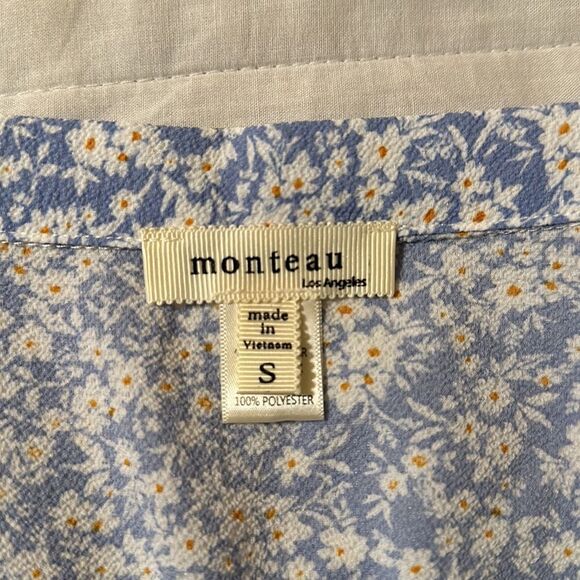 monteau
Los Angeles
made
in
Vietnam
S
100% POLYESTER